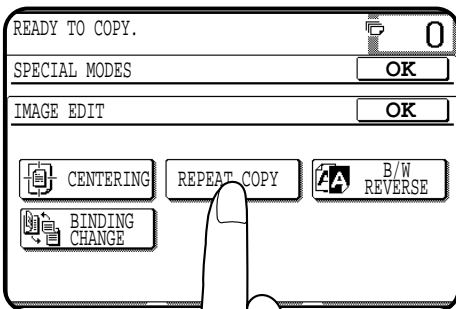 READY TO COPY.
0
SPECIAL MODES
OK
IMAGE EDIT
OK
CENTERING
REPEAT COPY
B/W
REVERSE
BINDING
CHANGE